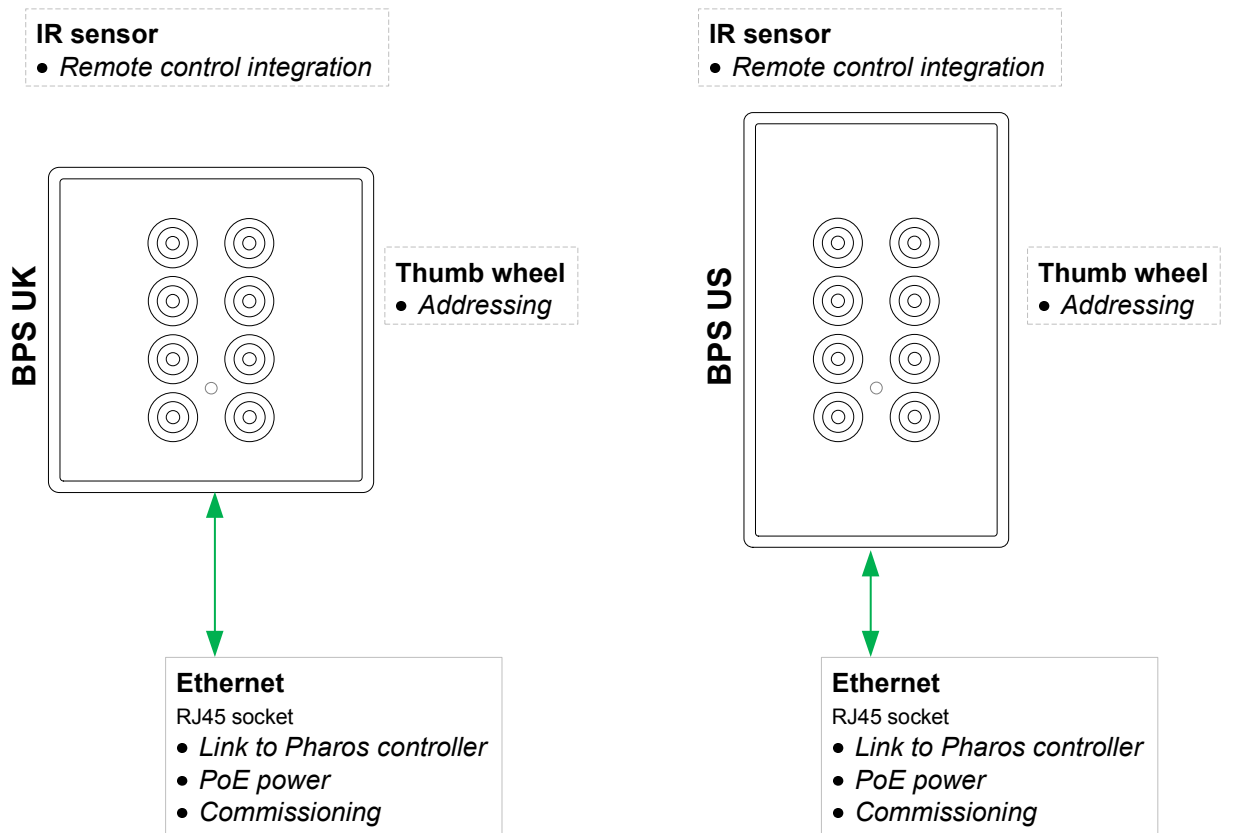 IR sensor
• Remote control integration
BPS UK
Thumb wheel
• Addressing
Ethernet
RJ45 socket
• Link to Pharos controller
• PoE power
• Commissioning
IR sensor
• Remote control integration
BPS US
Thumb wheel
• Addressing
Ethernet
RJ45 socket
• Link to Pharos controller
• PoE power
• Commissioning